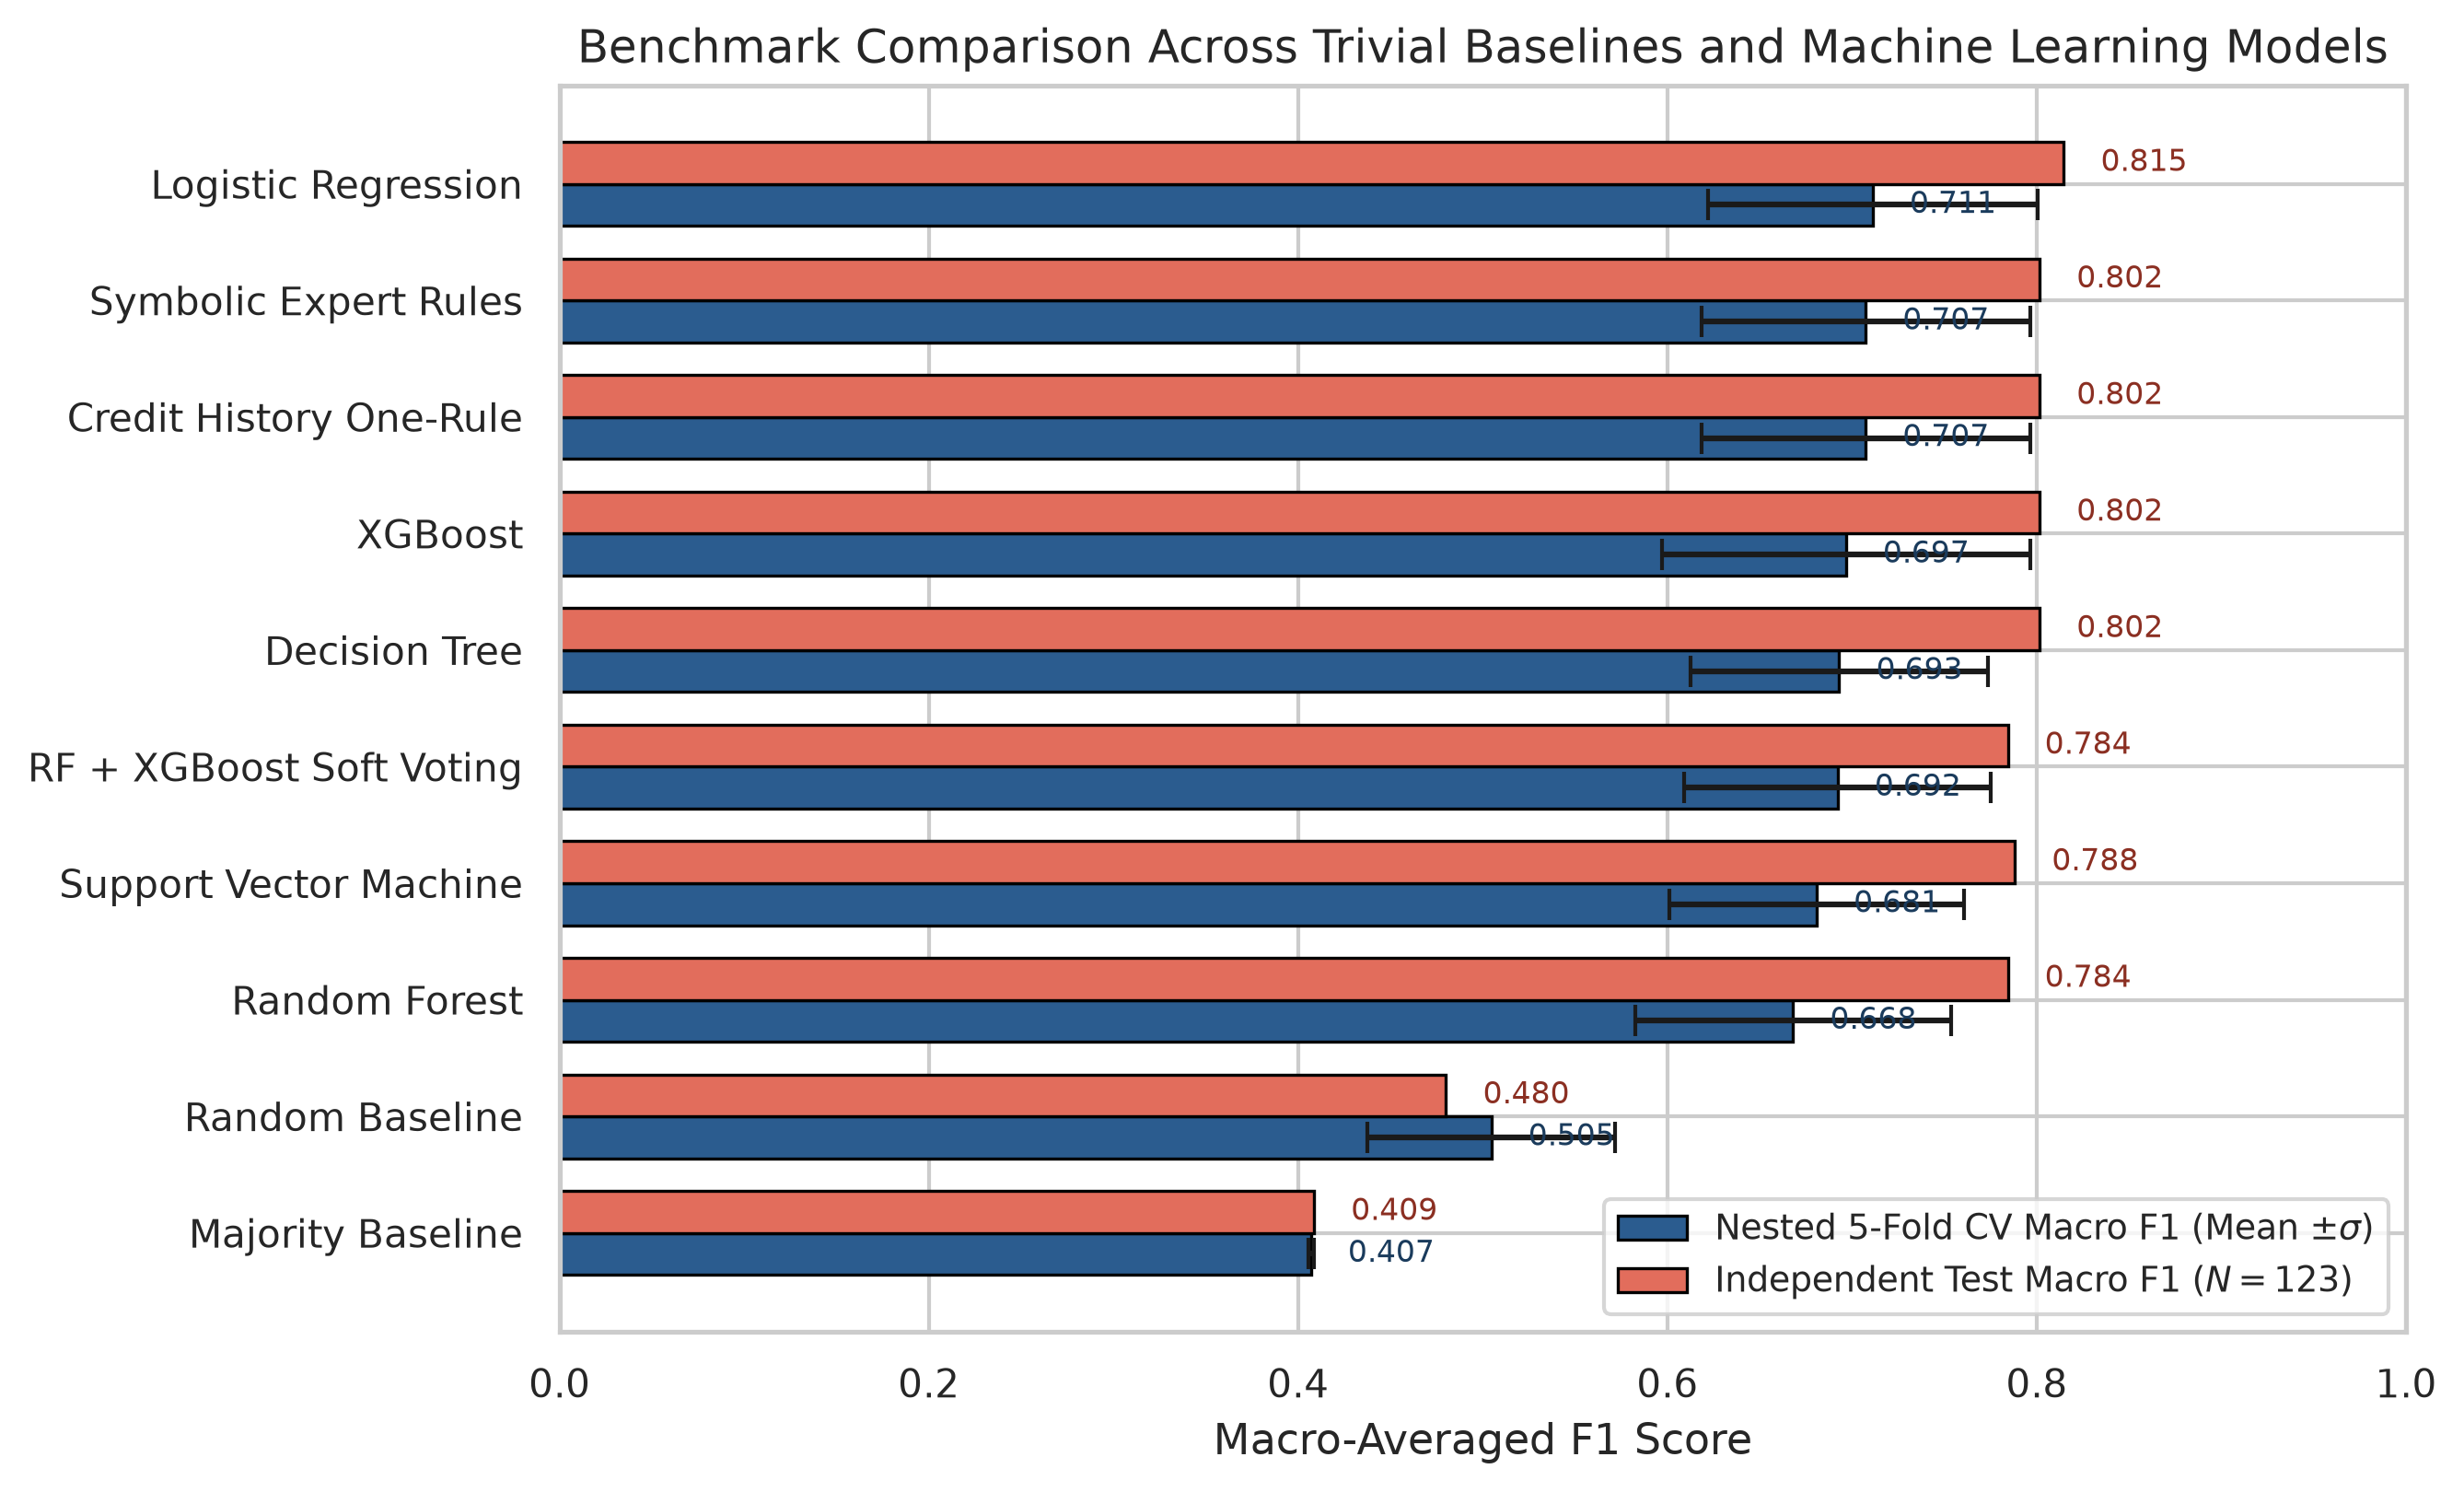 Benchmark Comparison Across Trivial Baselines and Machine Learning Models
Logistic Regression
0.815
0.711
Symbolic Expert Rules
0.802
0.707
Credit History One-Rule
0.802
0.707
XGBoost
0.802
0.697
Decision Tree
0.802
0.693
RF + XGBoost Soft Voting
0.784
0.692
Support Vector Machine
0.788
0.681
Random Forest
0.784
0.668
Random Baseline
0.480
0.505
Majority Baseline
0.409
0.407
Nested 5-Fold CV Macro F1 (Mean ±σ)
Independent Test Macro F1 (N = 123)
0.0 0.2 0.4 0.6 0.8 1.0
Macro-Averaged F1 Score